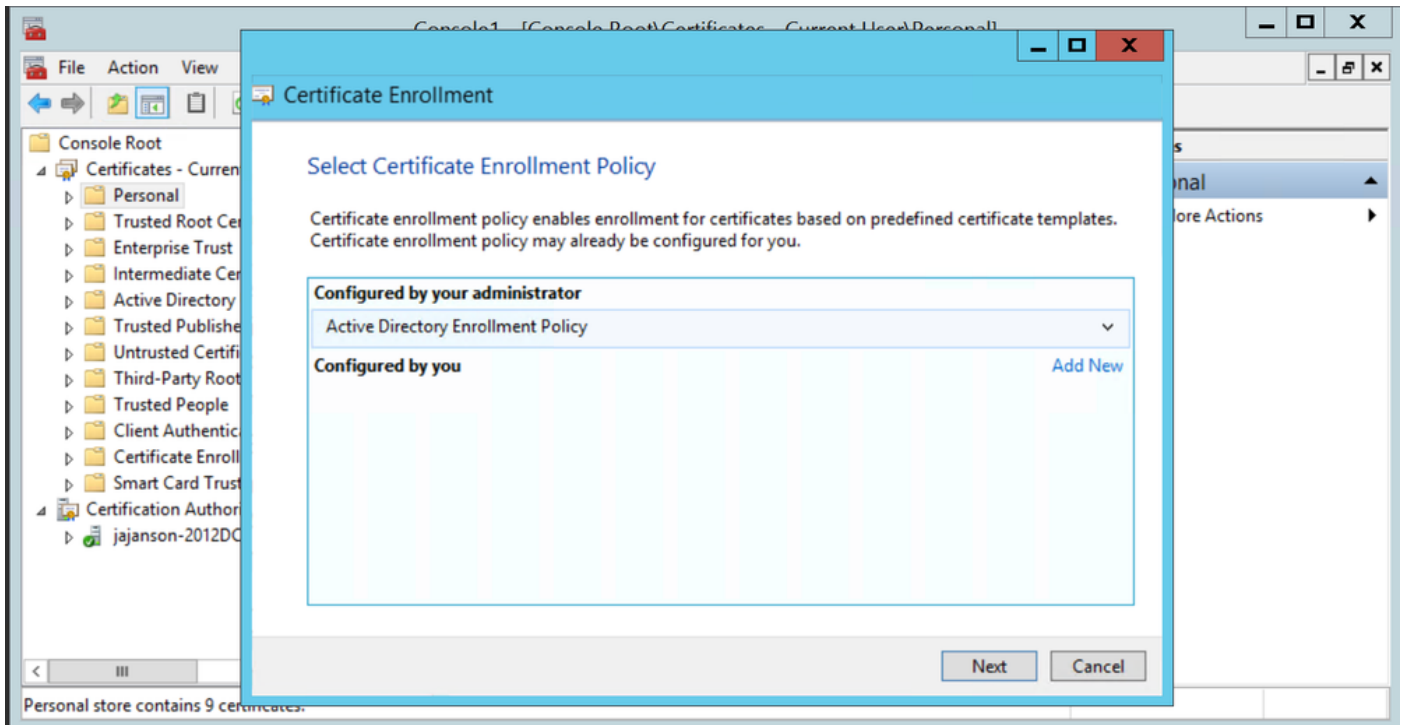 Console1 - [Console Root\Certificates - Current User\Personal]
File Action View
Certificate Enrollment
Console Root
Certificates - Curren
Personal
Trusted Root Cer
Enterprise Trust
Intermediate Cer
Active Directory
Trusted Publishe
Untrusted Certifi
Third-Party Root
Trusted People
Client Authentica
Certificate Enroll
Smart Card Trust
Certification Authori
jajanson-2012DC
Select Certificate Enrollment Policy
Certificate enrollment policy enables enrollment for certificates based on predefined certificate templates.
Certificate enrollment policy may already be configured for you.
Configured by your administrator
Active Directory Enrollment Policy
Configured by you Add New
Next Cancel
s
onal
lore Actions
Personal store contains 9 certificates.